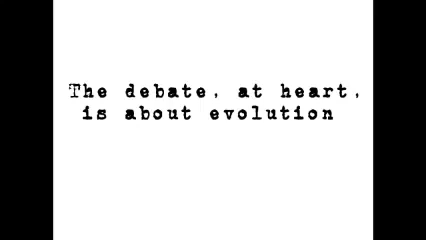 The debate, at heart,
is about evolution